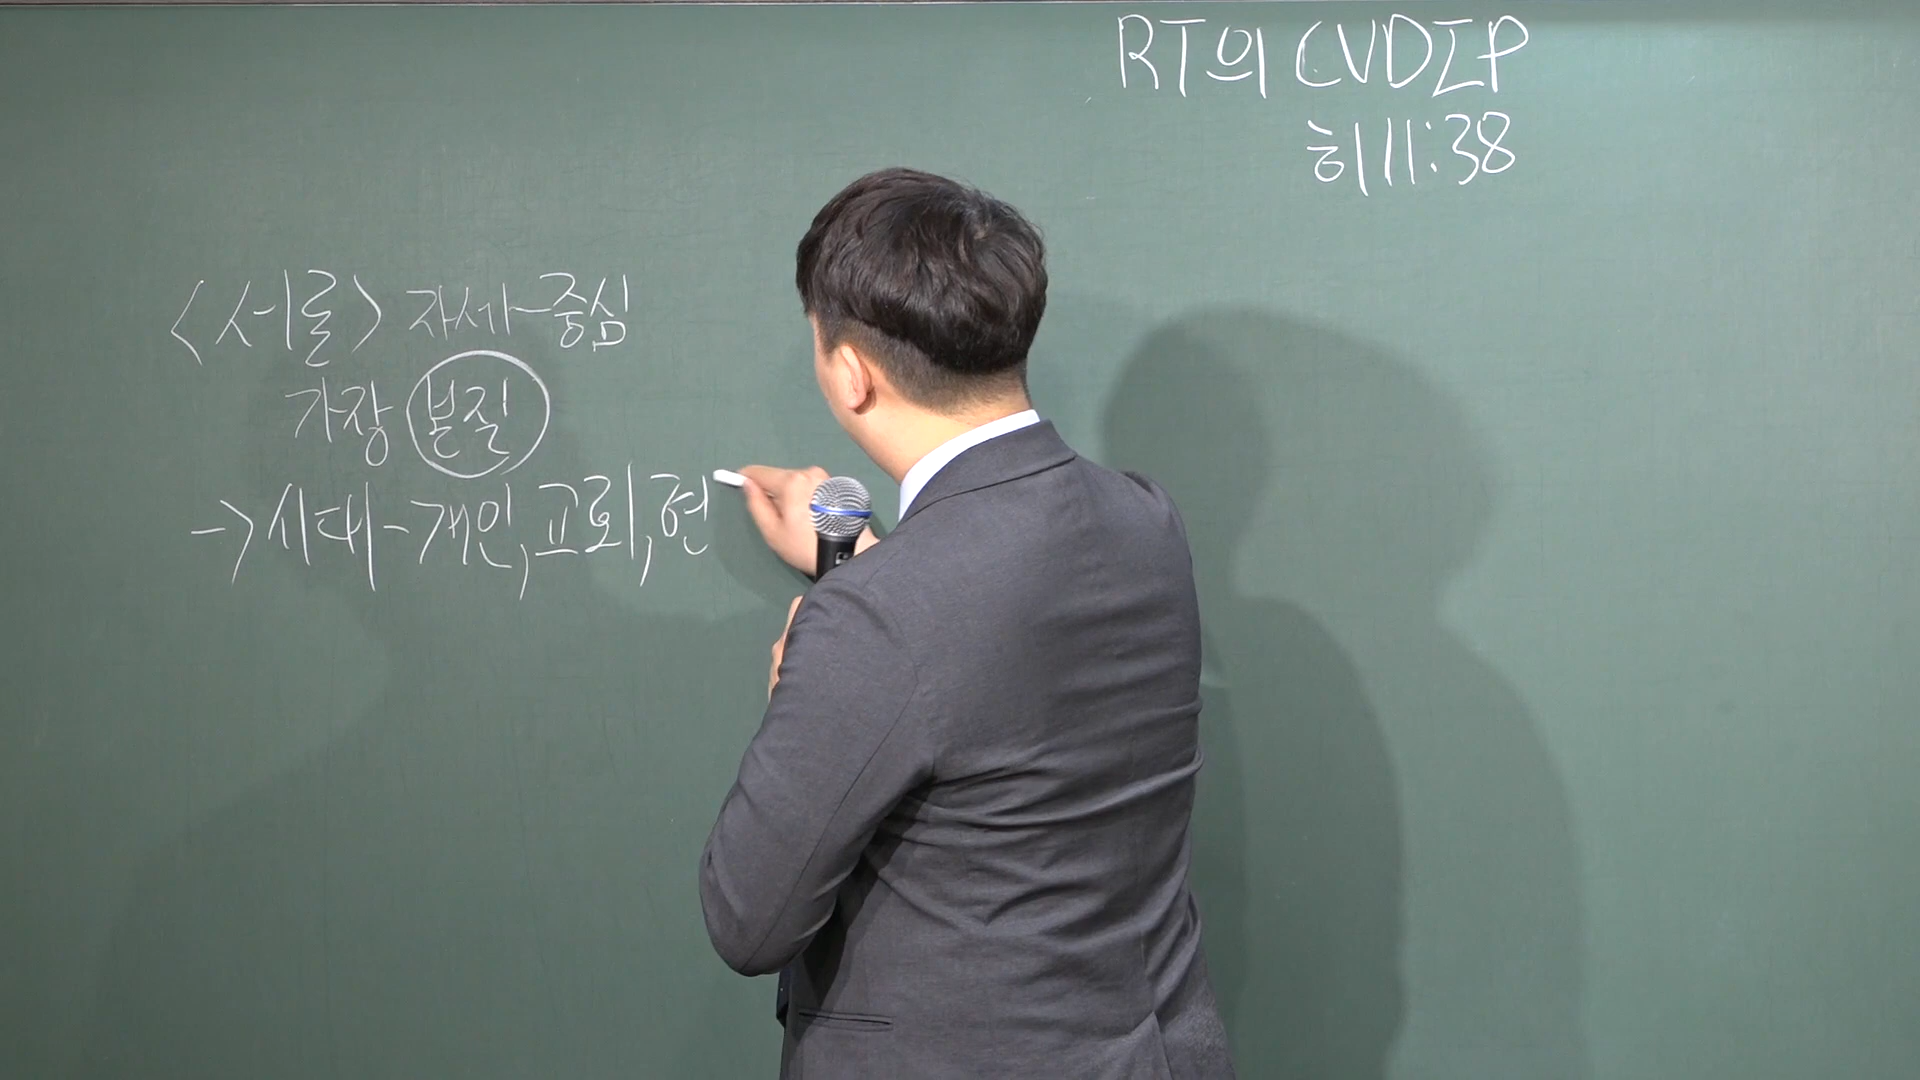 RT의 CVDIP
히11:38
<서론> 자세-중심
가장 본질
→시대-개인,교회,현